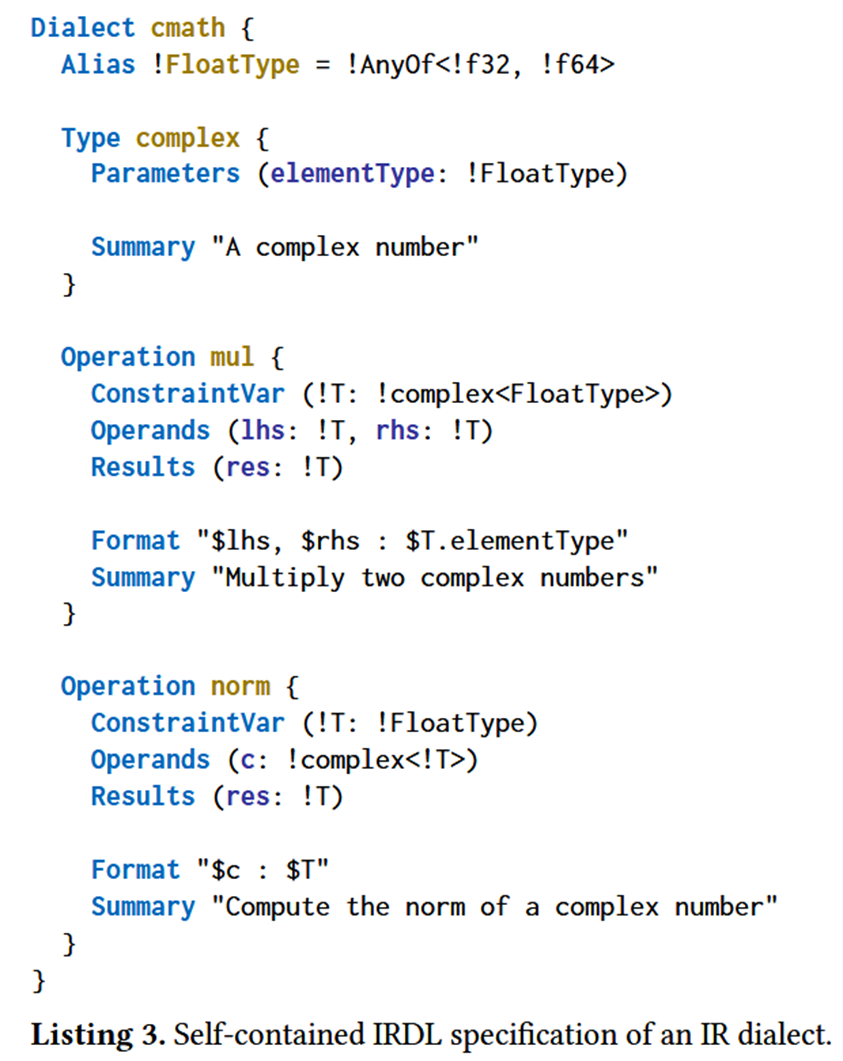 Dialect cmath {
Alias !FloatType = !AnyOf<!f32, !f64>
Type complex {
Parameters (elementType: !FloatType)
Summary "A complex number"
}
Operation mul {
ConstraintVar (!T: !complex<FloatType>)
Operands (lhs: !T, rhs: !T)
Results (res: !T)
Format "$lhs, $rhs : $T.elementType"
Summary "Multiply two complex numbers"
}
Operation norm {
ConstraintVar (!T: !FloatType)
Operands (c: !complex<!T>)
Results (res: !T)
Format "$c : $T"
Summary "Compute the norm of a complex number"
}
}
Listing 3. Self-contained IRDL specification of an IR dialect.